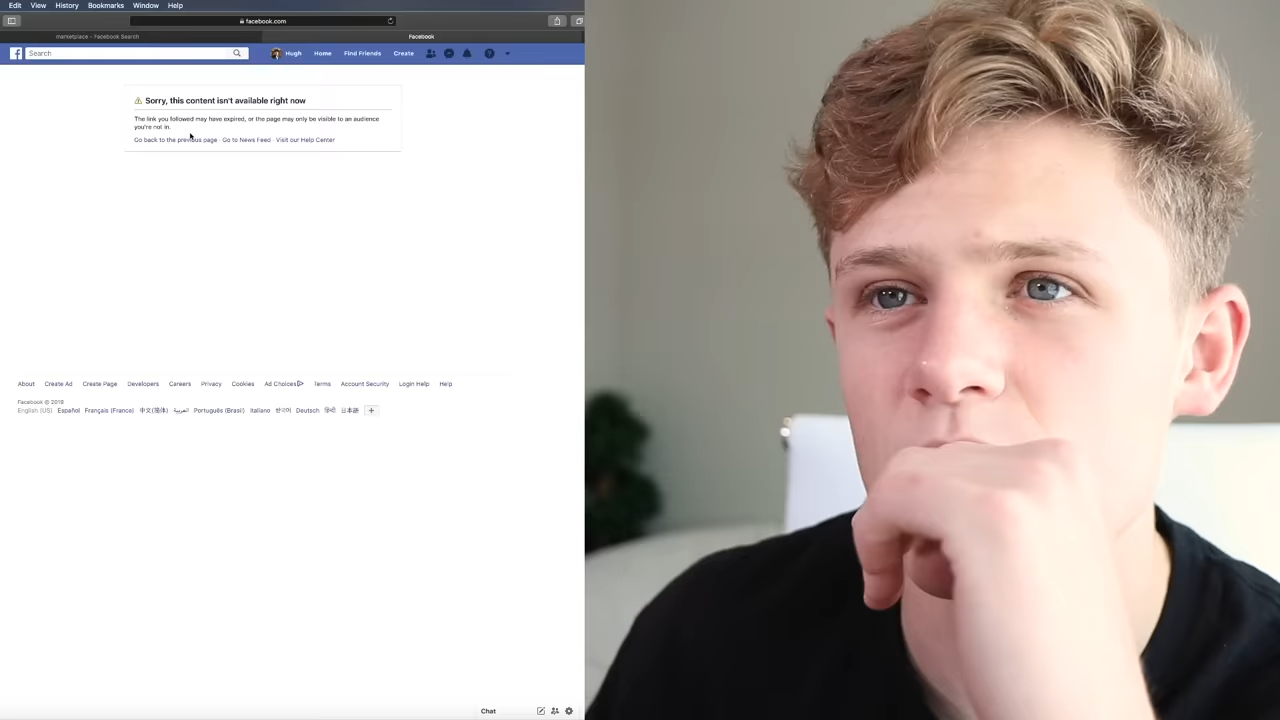 Edit View History Bookmarks Window Help
facebook.com
marketplace - Facebook Search Facebook
f Search Hugh Home Find Friends Create
Sorry, this content isn't available right now
The link you followed may have expired, or the page may only be visible to an audience
you're not in.
Go back to the previous page · Go to News Feed · Visit our Help Center
About Create Ad Create Page Developers Careers Privacy Cookies Ad Choices Terms Account Security Login Help Help
Facebook © 2019
English (US) Español Français (France) 中文(简体) العربية Português (Brasil) Italiano 한국어 Deutsch हिन्दी 日本語 +
Chat